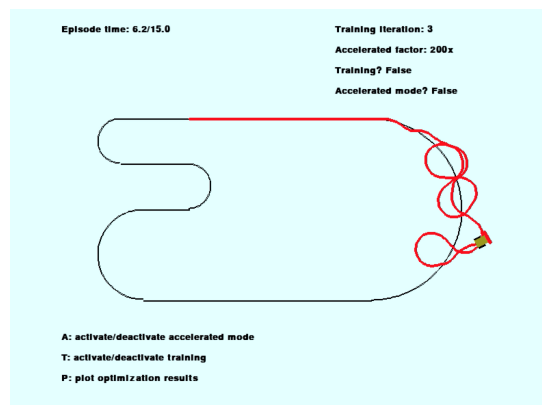 Episode time: 6.2/15.0
Training iteration: 3
Accelerated factor: 200x
Training? False
Accelerated mode? False
A: activate/deactivate accelerated mode
T: activate/deactivate training
P: plot optimization results